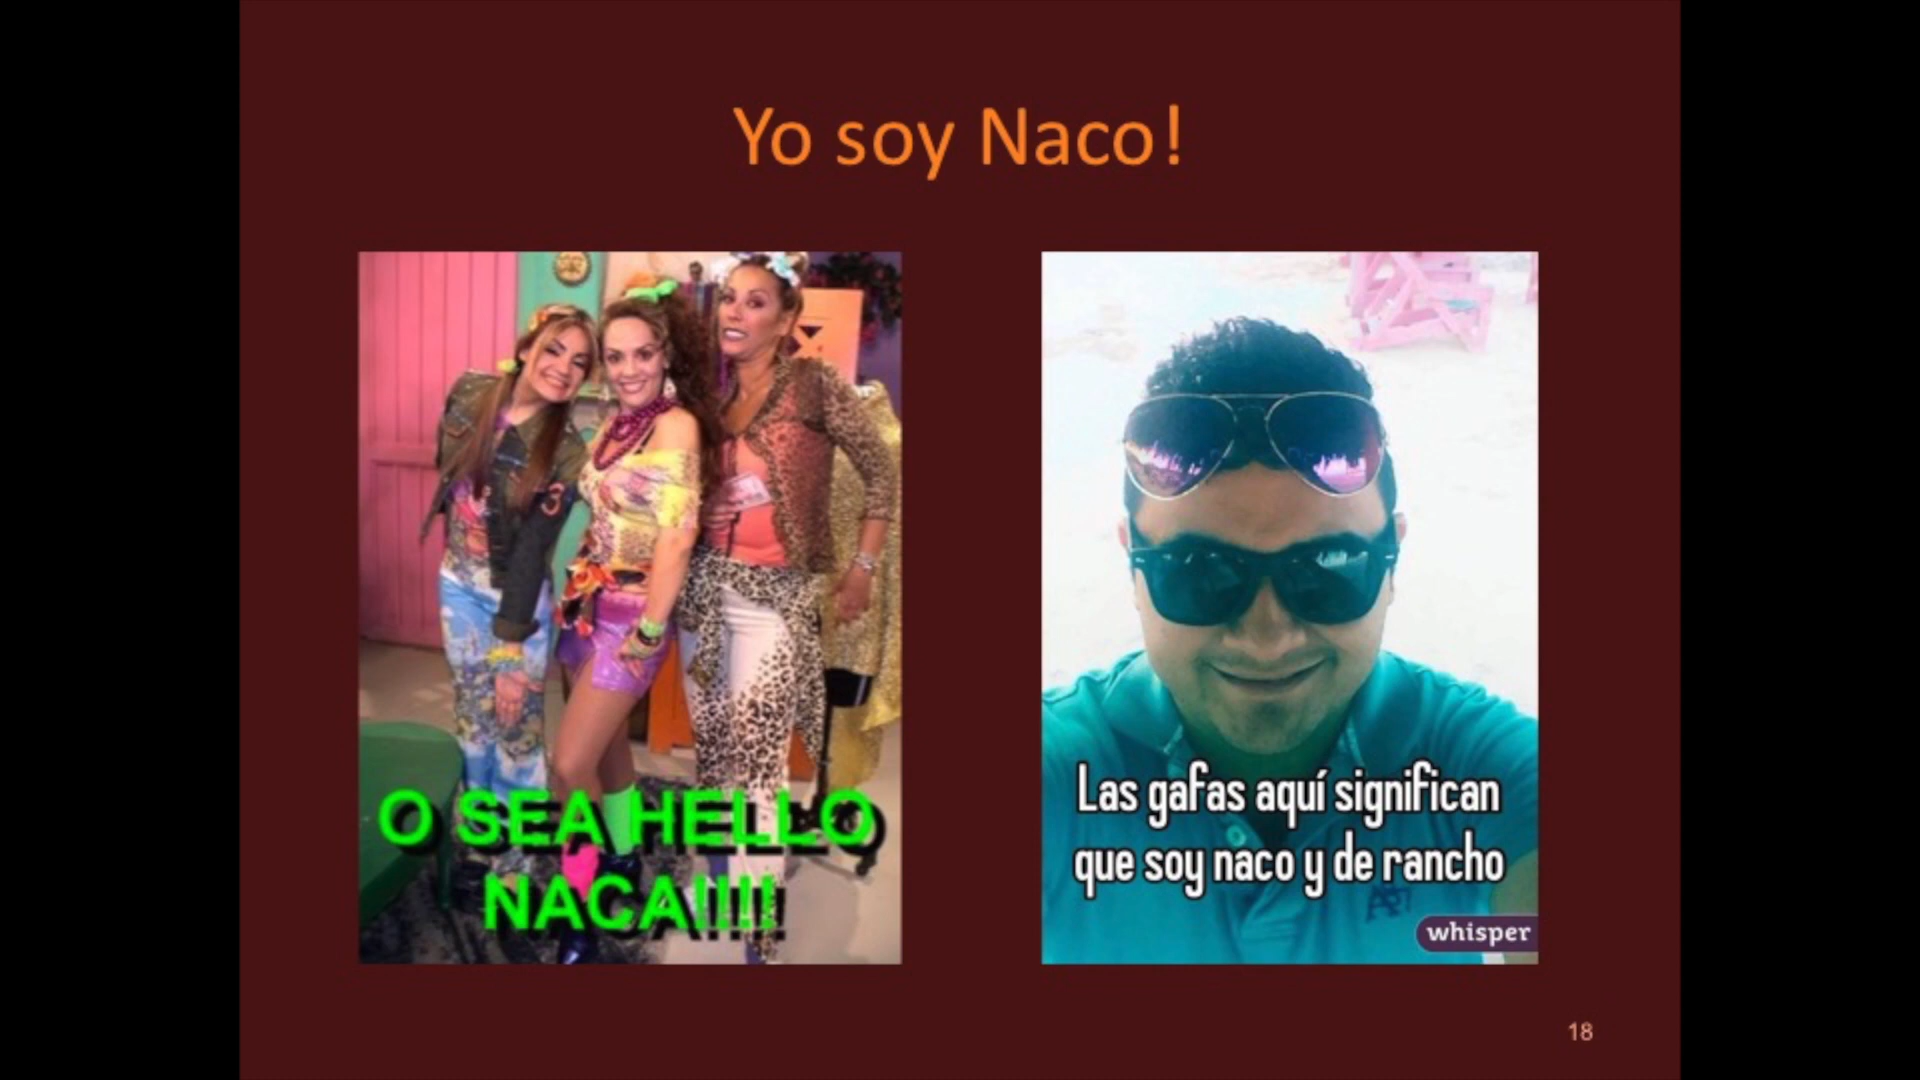 Yo soy Naco!
O SEA HELLO
NACA!!!!!
Las gafas aquí significan
que soy naco y de rancho
whisper
18